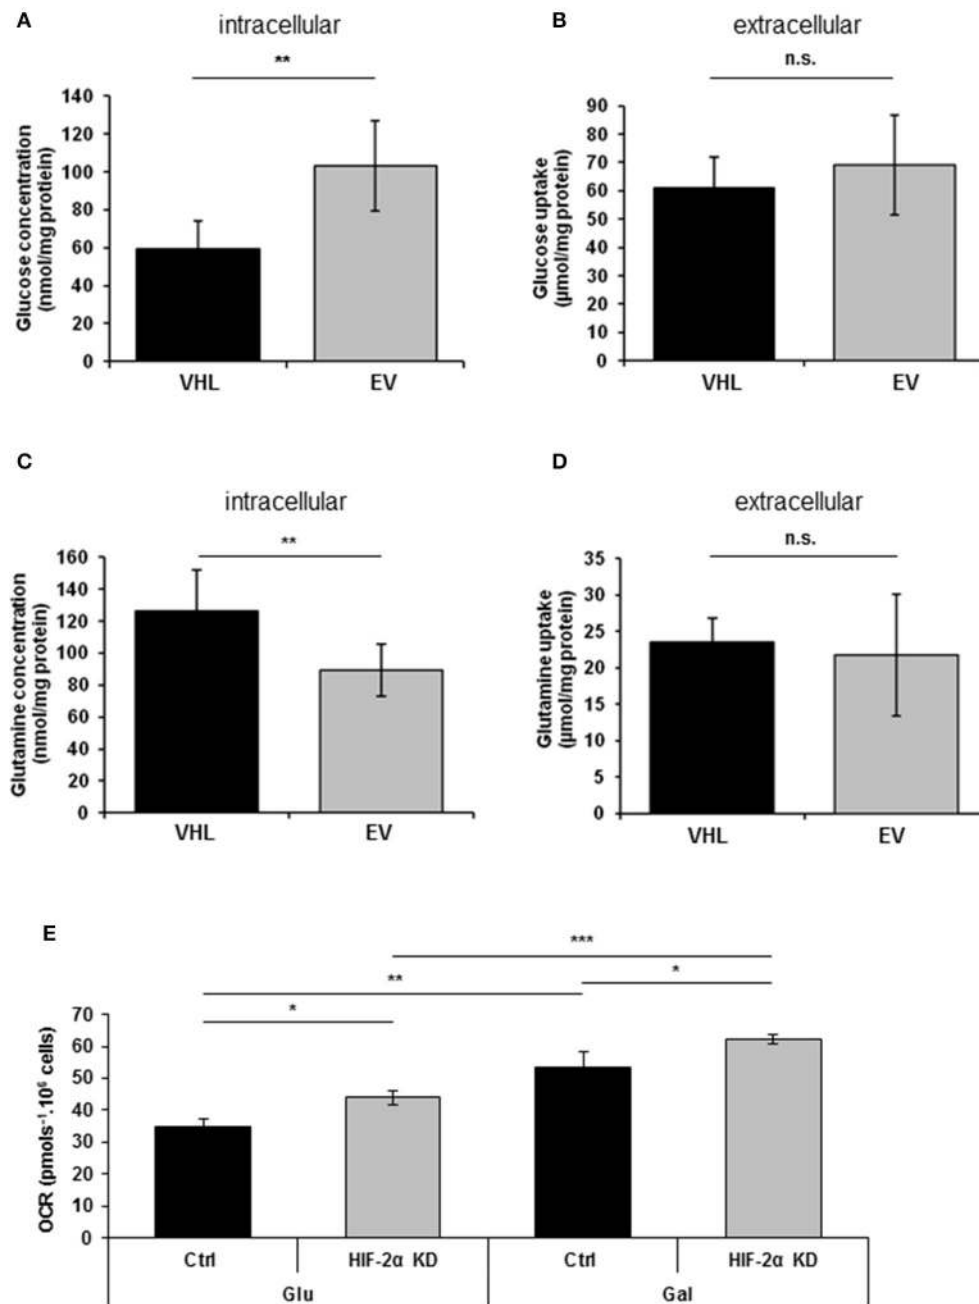 A
intracellular
**
Glucose concentration
(nmol/mg protiein)
140
120
100
80
60
40
20
0
VHL
EV
B
extracellular
n.s.
Glucose uptake
(µmol/mg protein)
90
80
70
60
50
40
30
20
10
0
VHL
EV
C
intracellular
**
Glutamine concentration
(nmol/mg protein)
160
140
120
100
80
60
40
20
0
VHL
EV
D
extracellular
n.s.
Glutamine uptake
(µmol/mg protein)
35
30
25
20
15
10
5
0
VHL
EV
E
***
**
*
*
OCR (pmols⁻¹.10⁶ cells)
70
60
50
40
30
20
10
0
Ctrl
HIF-2α KD
Ctrl
HIF-2α KD
Glu
Gal